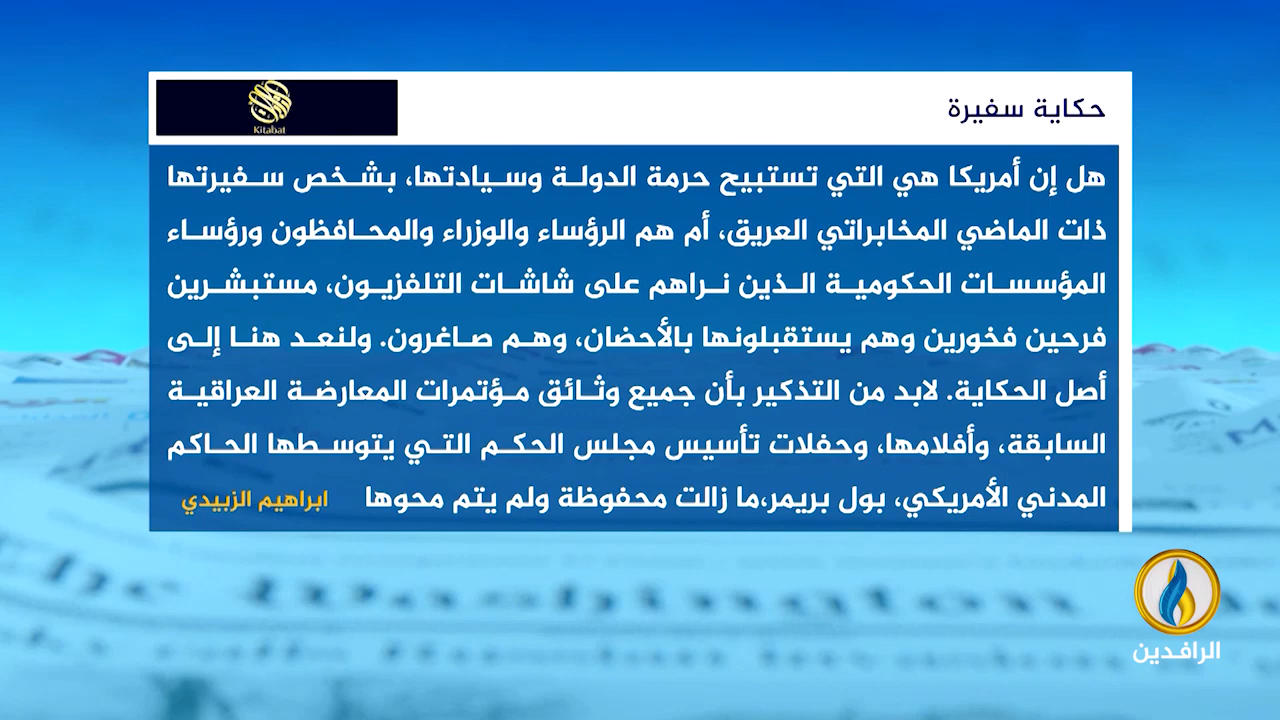 حكاية سفيرة
Kitabat
هل إن أمريكا هي التي تستبيح حرمة الدولة وسيادتها، بشخص سفيرتها
ذات الماضي المخابراتي العريق، أم هم الرؤساء والوزراء والمحافظون ورؤساء
المؤسسات الحكومية الذين نراهم على شاشات التلفزيون، مستبشرين
فرحين فخورين وهم يستقبلونها بالأحضان، وهم صاغرون. ولنعد هنا إلى
أصل الحكاية. لابد من التذكير بأن جميع وثائق مؤتمرات المعارضة العراقية
السابقة، وأفلامها، وحفلات تأسيس مجلس الحكم التي يتوسطها الحاكم
المدني الأمريكي، بول بريمر،ما زالت محفوظة ولم يتم محوها
ابراهيم الزبيدي
الرافدين